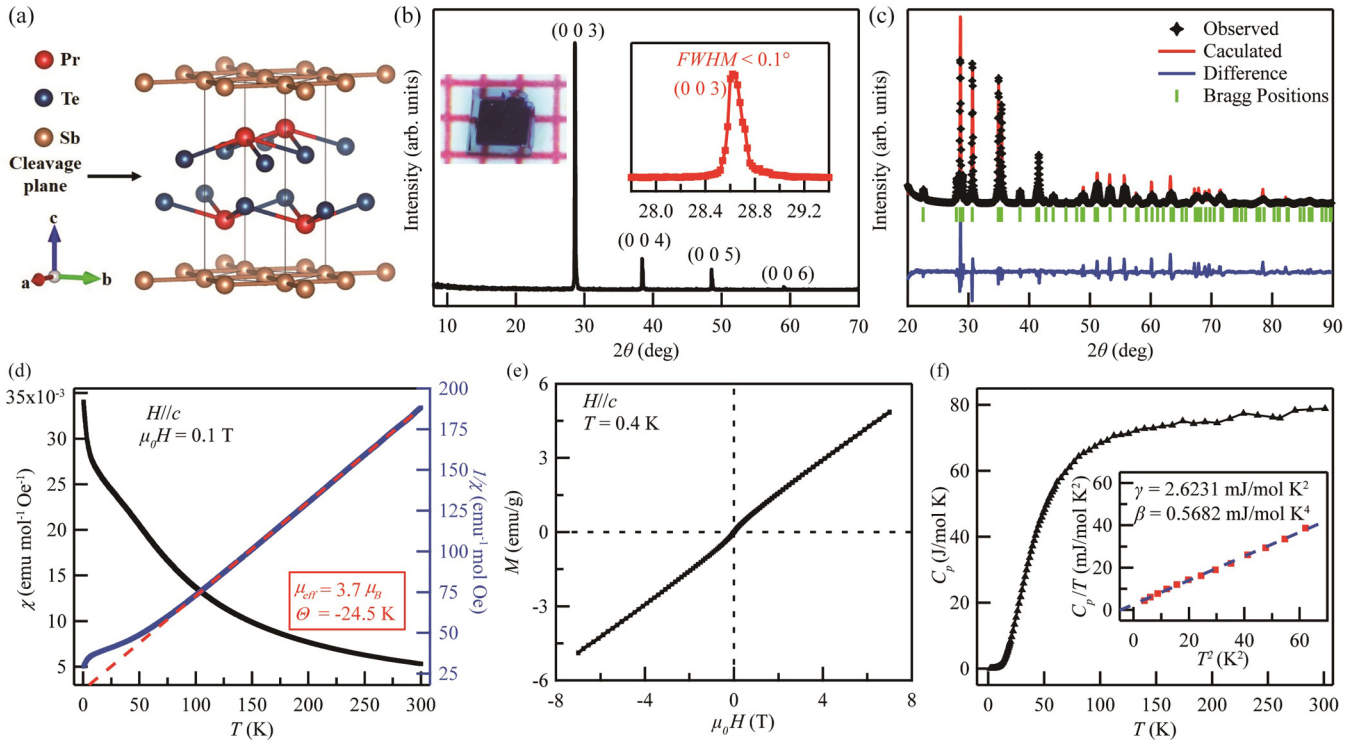 (a)
Pr
Te
Sb
Cleavage
plane
c
a
b
(b)
(0 0 3)
FWHM < 0.1°
(0 0 3)
28.0 28.4 28.8 29.2
(0 0 4)
(0 0 5)
(0 0 6)
Intensity (arb. units)
10 20 30 40 50 60 70
2θ (deg)
(c)
Observed
Caculated
Difference
Bragg Positions
Intensity (arb. units)
20 30 40 50 60 70 80 90
2θ (deg)
(d)
35x10⁻³
30
25
20
15
10
5
χ (emu mol⁻¹ Oe⁻¹)
H//c
μ₀H = 0.1 T
μeff = 3.7 μB
Θ = -24.5 K
200
175
150
125
100
75
50
25
1/χ (emu⁻¹ mol Oe)
0 50 100 150 200 250 300
T (K)
(e)
H//c
T = 0.4 K
6
3
0
-3
-6
M (emu/g)
-8 -4 0 4 8
μ₀H (T)
(f)
80
60
40
20
0
Cp (J/mol K)
γ = 2.6231 mJ/mol K²
β = 0.5682 mJ/mol K⁴
60
40
20
0
Cp/T (mJ/mol K²)
0 20 40 60
T² (K²)
0 50 100 150 200 250 300
T (K)